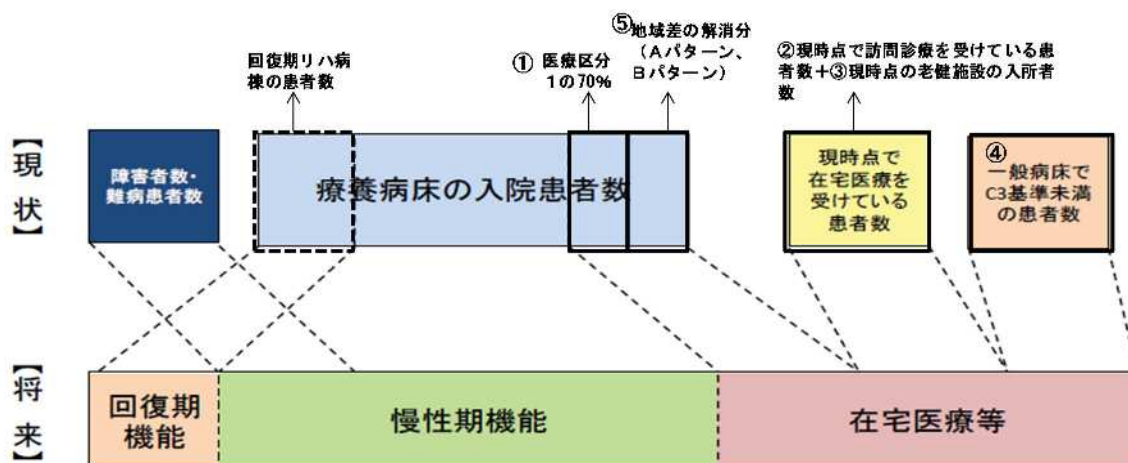 回復期リハ病
棟の患者数
① 医療区分
1の70%
⑤地域差の解消分
（Aパターン、
Bパターン）
②現時点で訪問診療を受けている患
者数＋③現時点の老健施設の入所者
数
【現状】
障害者数・
難病患者数
療養病床の入院患者数
現時点で
在宅医療を
受けている
患者数
④
一般病床で
C3基準未満
の患者数
【将来】
回復期
機能
慢性期機能
在宅医療等